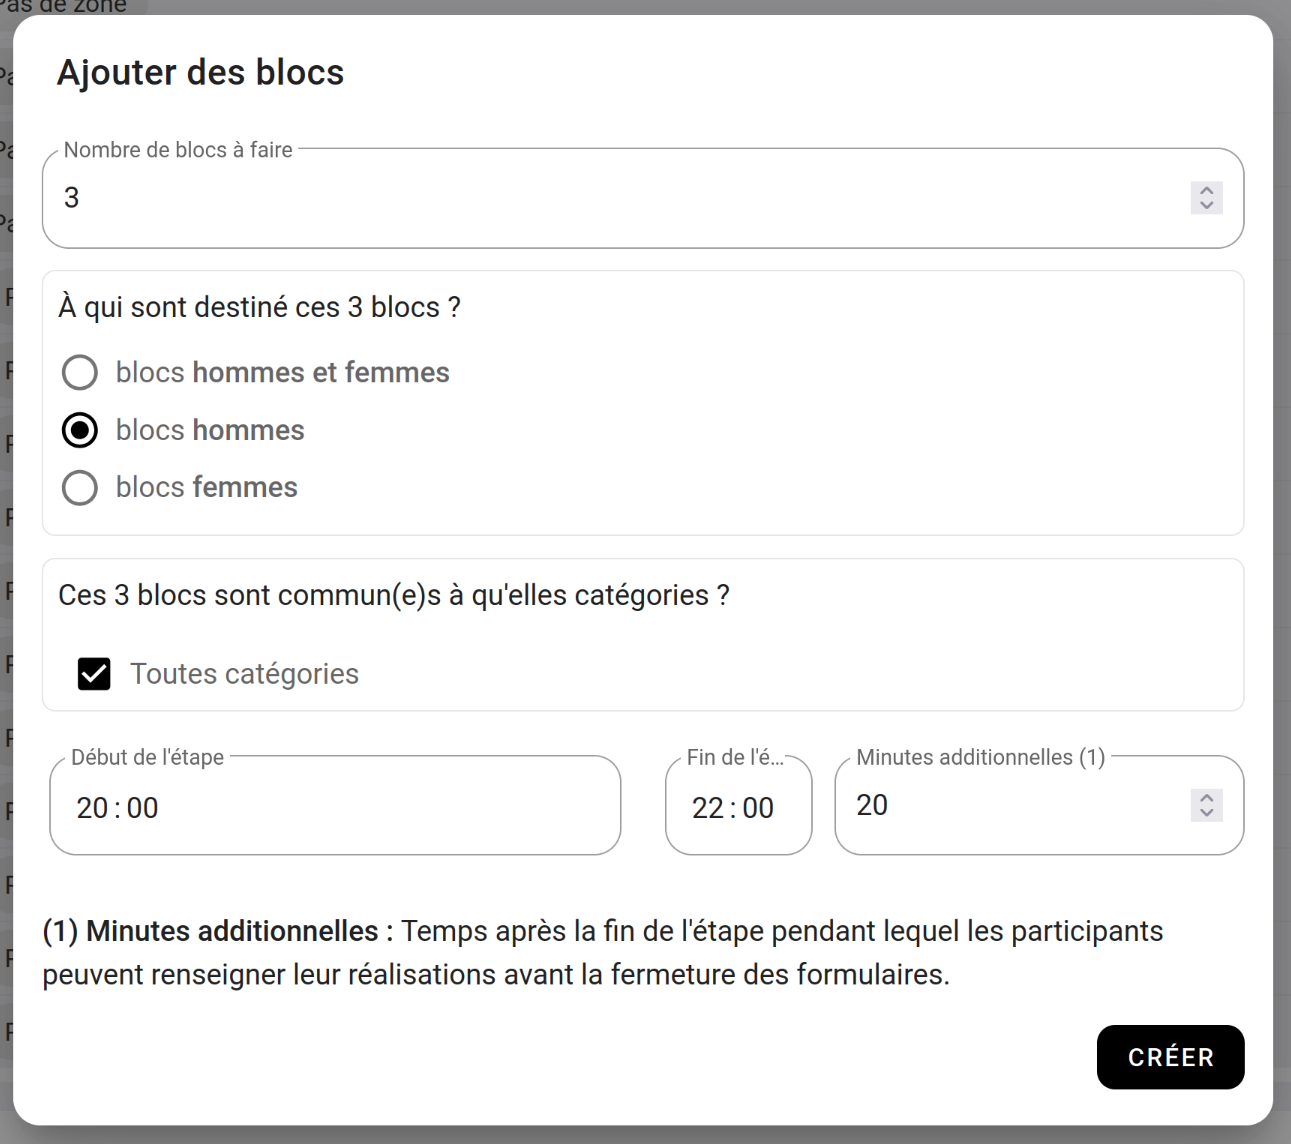 Pas de zone
Ajouter des blocs
Nombre de blocs à faire
3
À qui sont destiné ces 3 blocs ?
blocs hommes et femmes
blocs hommes
blocs femmes
Ces 3 blocs sont commun(e)s à qu'elles catégories ?
Toutes catégories
Début de l'étape
20:00
Fin de l'é...
22:00
Minutes additionnelles (1)
20
(1) Minutes additionnelles : Temps après la fin de l'étape pendant lequel les participants
peuvent renseigner leur réalisations avant la fermeture des formulaires.
CRÉER